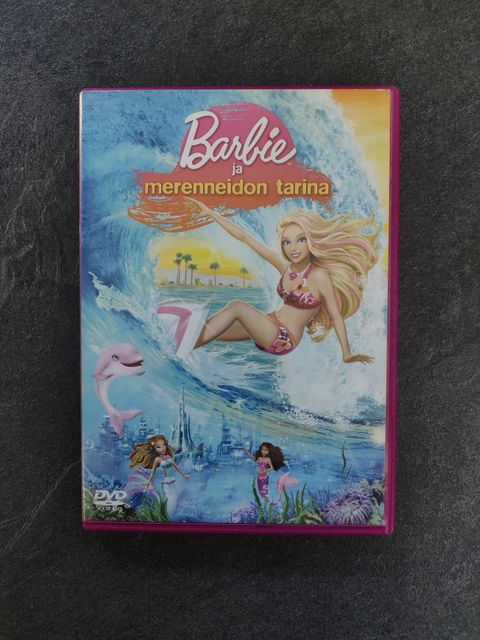 Barbie
ja
merenneidon tarina
DVD
VIDEO